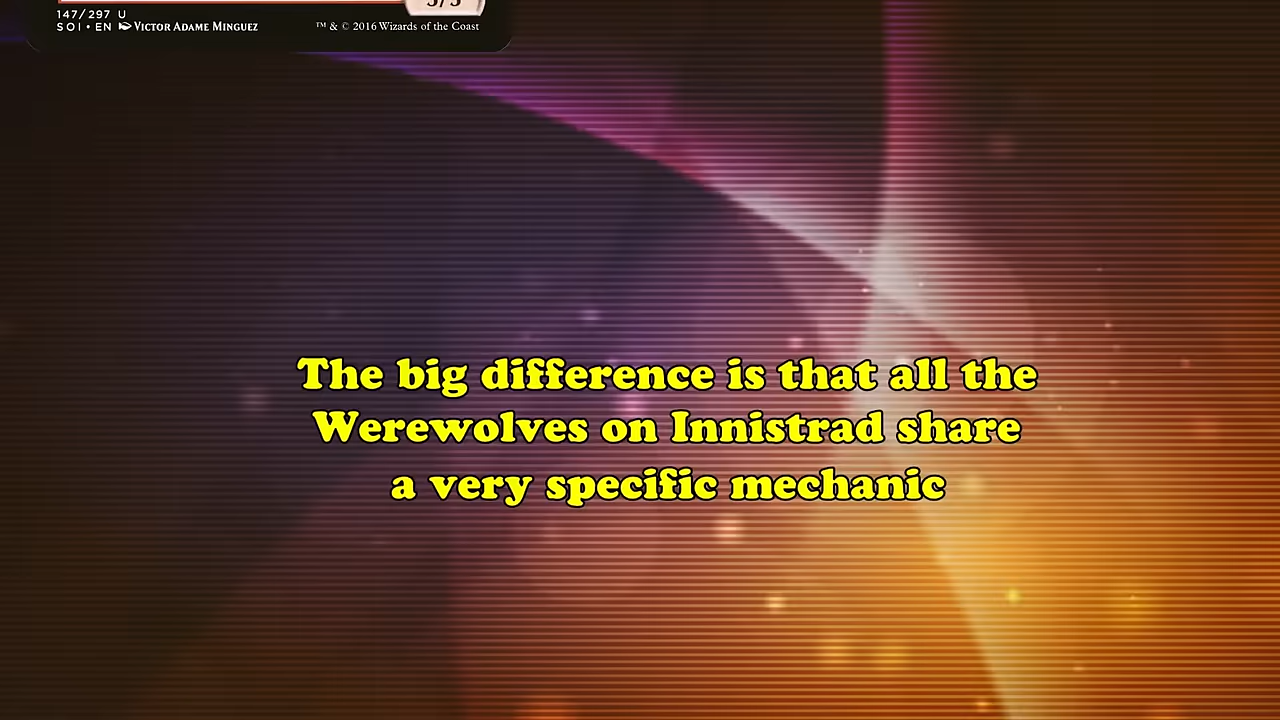 147/297 U
SOI • EN Victor Adame Minguez
™ & © 2016 Wizards of the Coast
The big difference is that all the
Werewolves on Innistrad share
a very specific mechanic